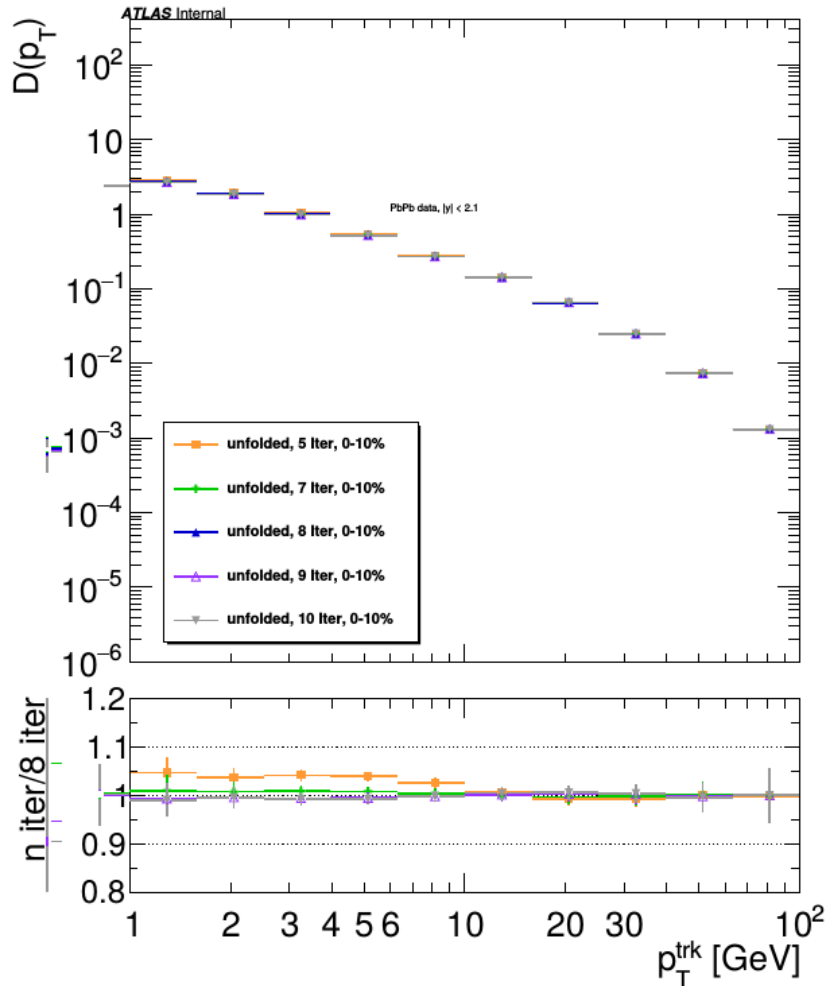 ATLAS Internal
D(p_T)
10^2
10
1
10^−1
10^−2
10^−3
10^−4
10^−5
10^−6
PbPb data, |y| < 2.1
unfolded, 5 Iter, 0-10%
unfolded, 7 Iter, 0-10%
unfolded, 8 Iter, 0-10%
unfolded, 9 Iter, 0-10%
unfolded, 10 Iter, 0-10%
n iter/8 iter
1.2
1.1
1
0.9
0.8
1 2 3 4 5 6 10 20 30 10^2
p_T^trk [GeV]